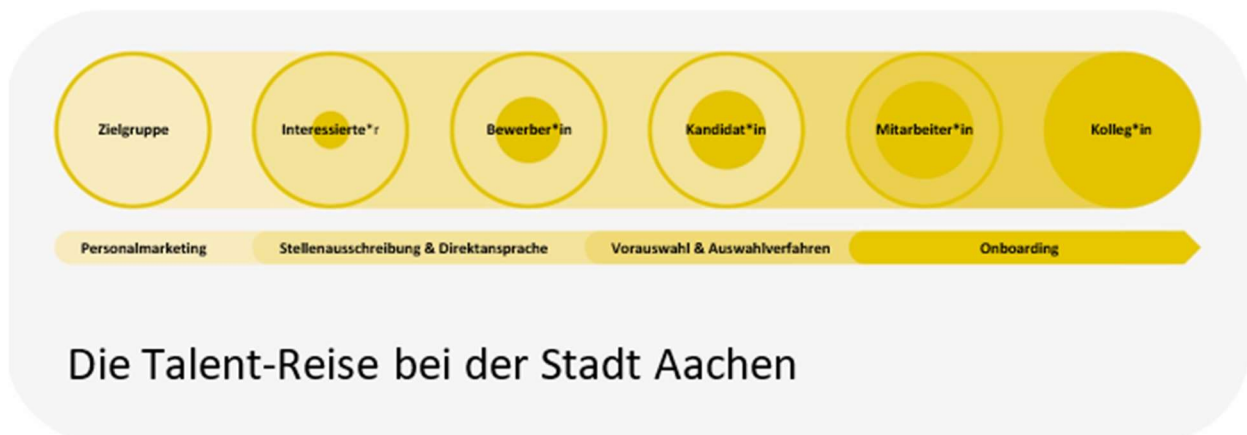 Zielgruppe
Interessierte*r
Bewerber*in
Kandidat*in
Mitarbeiter*in
Kolleg*in
Personalmarketing
Stellenausschreibung & Direktansprache
Vorauswahl & Auswahlverfahren
Onboarding
Die Talent-Reise bei der Stadt Aachen